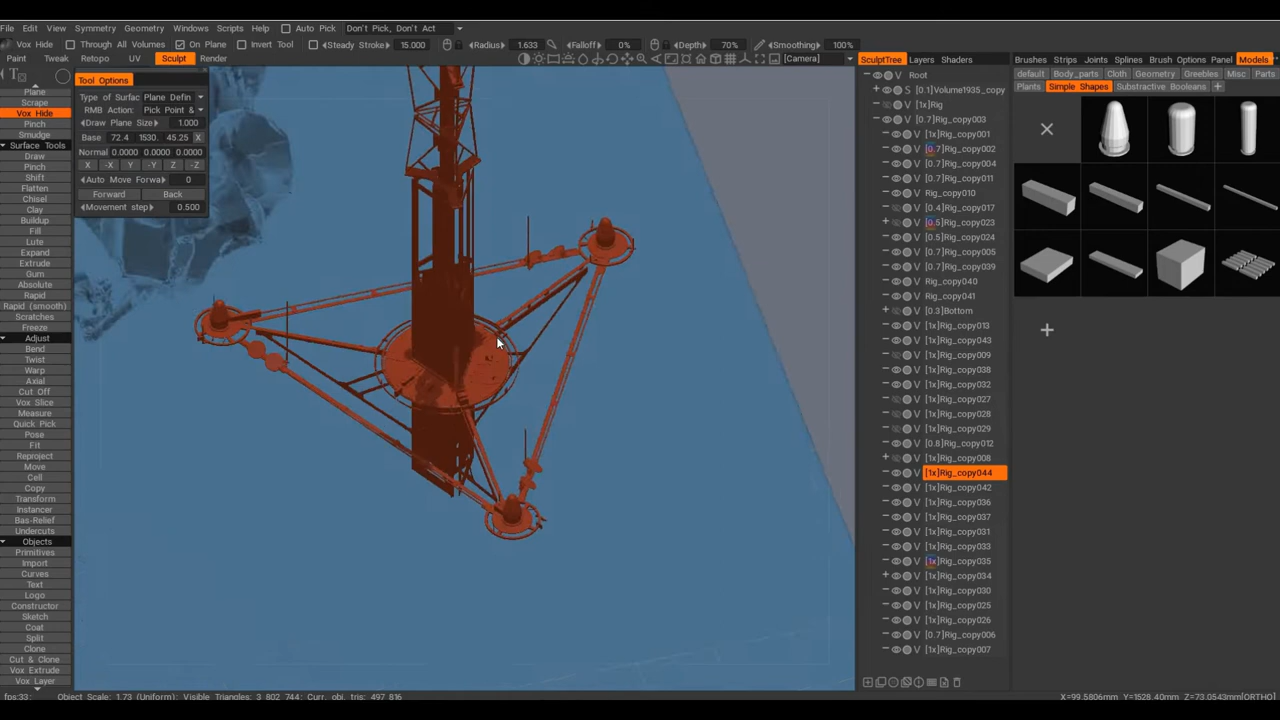 File Edit View Symmetry Geometry Windows Scripts Help Auto Pick Don't Pick, Don't Act
Vox Hide Through All Volumes On Plane Invert Tool Steady Stroke 15.000 Radius 1.633 Falloff 0% Depth 70% Smoothing 100%
Paint Tweak Retopo UV Sculpt Render [Camera]
SculptTree Layers Shaders
Brushes Strips Joints Splines Brush Options Panel Models
default Body_parts Cloth Geometry Greebles Misc Parts
Plants Simple Shapes Substractive Booleans +
Tool Options
Type of Surfac Plane Defin
RMB Action: Pick Point &
Draw Plane Size 1.000
Base 72.4 1530. 45.25 X
Normal 0.0000 0.0000 0.0000
X -X Y -Y Z -Z
Auto Move Forwa 0
Forward Back
Movement step 0.500
Plane
Scrape
Vox Hide
Pinch
Smudge
Surface Tools
Draw
Pinch
Shift
Flatten
Chisel
Clay
Buildup
Fill
Lute
Expand
Extrude
Gum
Absolute
Rapid
Rapid (smooth)
Scratches
Freeze
Adjust
Bend
Twist
Warp
Axial
Cut Off
Vox Slice
Measure
Quick Pick
Pose
Fit
Reproject
Move
Cell
Copy
Transform
Instancer
Bas-Relief
Undercuts
Objects
Primitives
Import
Curves
Text
Logo
Constructor
Sketch
Coat
Split
Clone
Cut & Clone
Vox Extrude
Vox Layer
Root
S [0.1]Volume1935_copy
V [1x]Rig
V [0.7]Rig_copy003
V [1x]Rig_copy001
V [0.7]Rig_copy002
V [0.7]Rig_copy004
V [0.7]Rig_copy011
V Rig_copy010
V [0.4]Rig_copy017
V [0.5]Rig_copy023
V [0.5]Rig_copy024
V [0.7]Rig_copy005
V [0.7]Rig_copy039
V Rig_copy040
V Rig_copy041
V [0.3]Bottom
V [1x]Rig_copy013
V [1x]Rig_copy043
V [1x]Rig_copy009
V [1x]Rig_copy038
V [1x]Rig_copy032
V [1x]Rig_copy027
V [1x]Rig_copy028
V [1x]Rig_copy029
V [0.8]Rig_copy012
V [1x]Rig_copy008
V [1x]Rig_copy044
V [1x]Rig_copy042
V [1x]Rig_copy036
V [1x]Rig_copy037
V [1x]Rig_copy031
V [1x]Rig_copy033
V [1x]Rig_copy035
V [1x]Rig_copy034
V [1x]Rig_copy030
V [1x]Rig_copy025
V [1x]Rig_copy026
V [0.7]Rig_copy006
V [1x]Rig_copy007
fps:33; Object Scale: 1.73 (Uniform); Visible Triangles: 3 802 744; Curr. obj. tris: 497 816
X=99.5806mm Y=1528.40mm Z=73.0543mm[ORTHO]